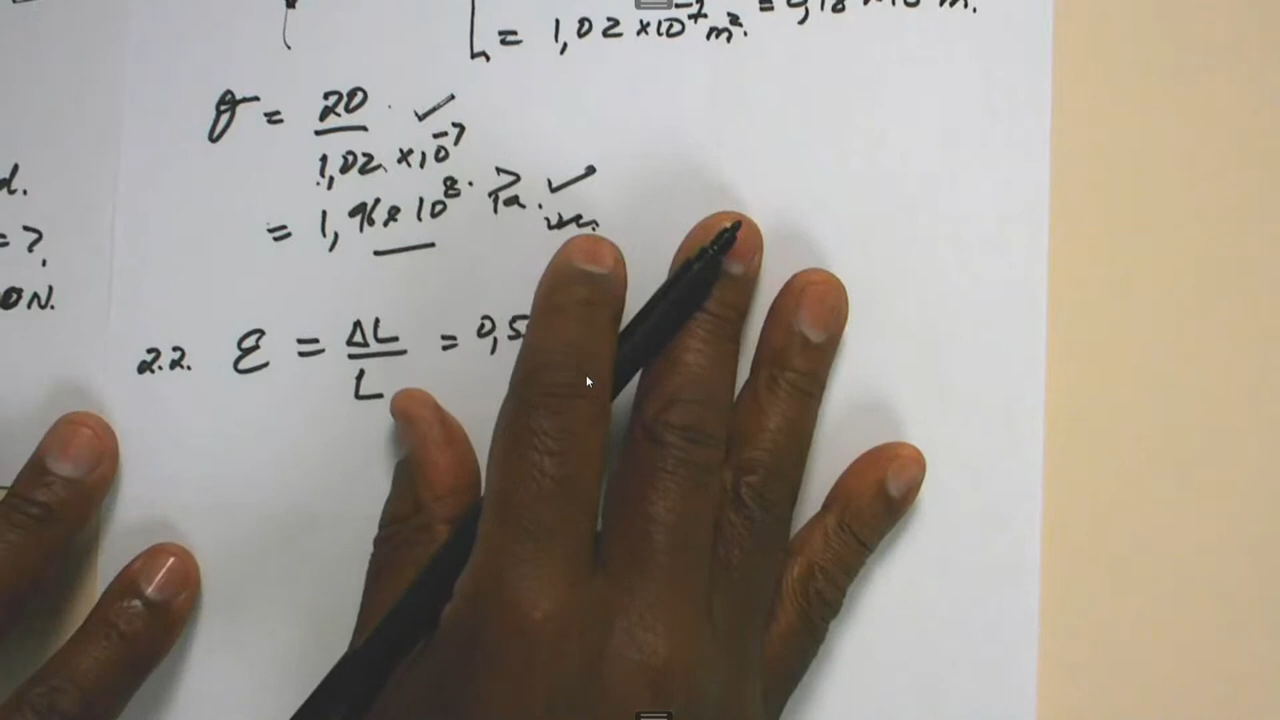 = 1,02 x10⁻⁷ m².
σ = 20 ✓
1,02 x10⁻⁷
= 1,96 x 10⁸ Pa. ✓
d.
= ?
ON.
2.2. ε = ΔL = 0,5
L